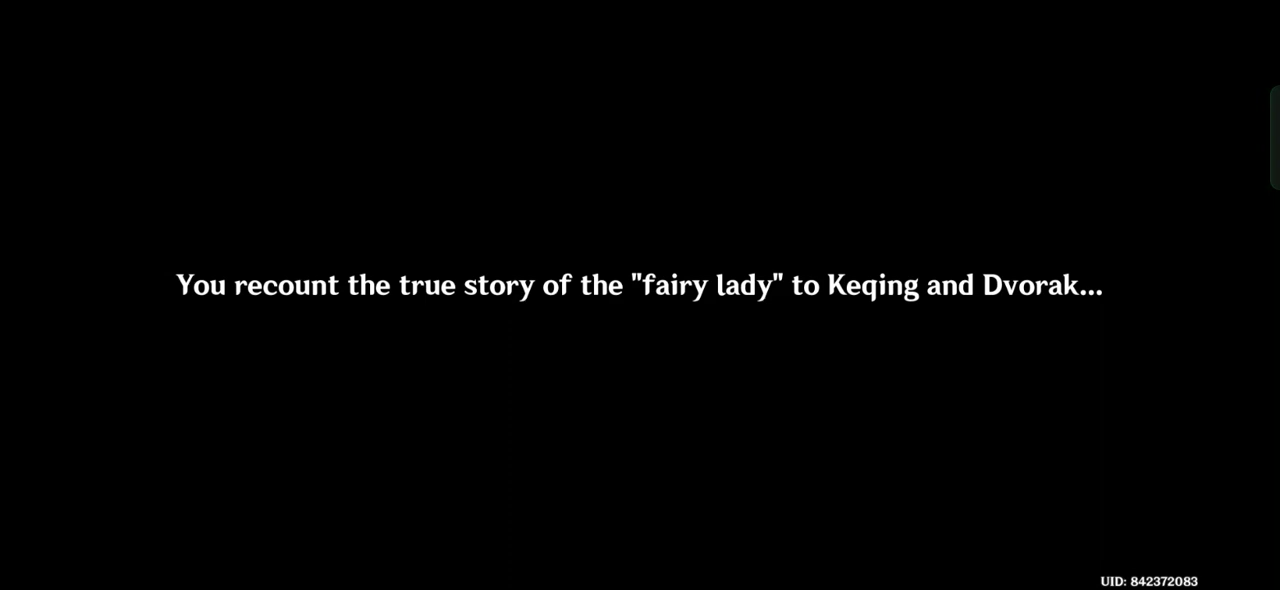 You recount the true story of the "fairy lady" to Keqing and Dvorak...
UID: 842372083